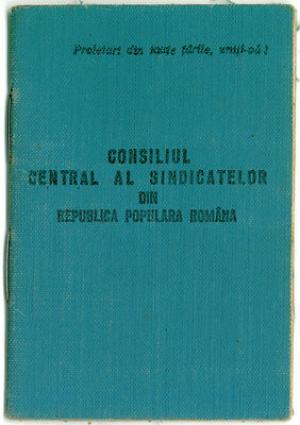 Proletari din toate țările, uniți-vă!
CONSILIUL
CENTRAL AL SINDICATELOR
DIN
REPUBLICA POPULARA ROMÂNA